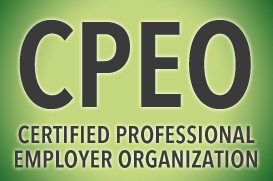 CPEO
CERTIFIED PROFESSIONAL
EMPLOYER ORGANIZATION